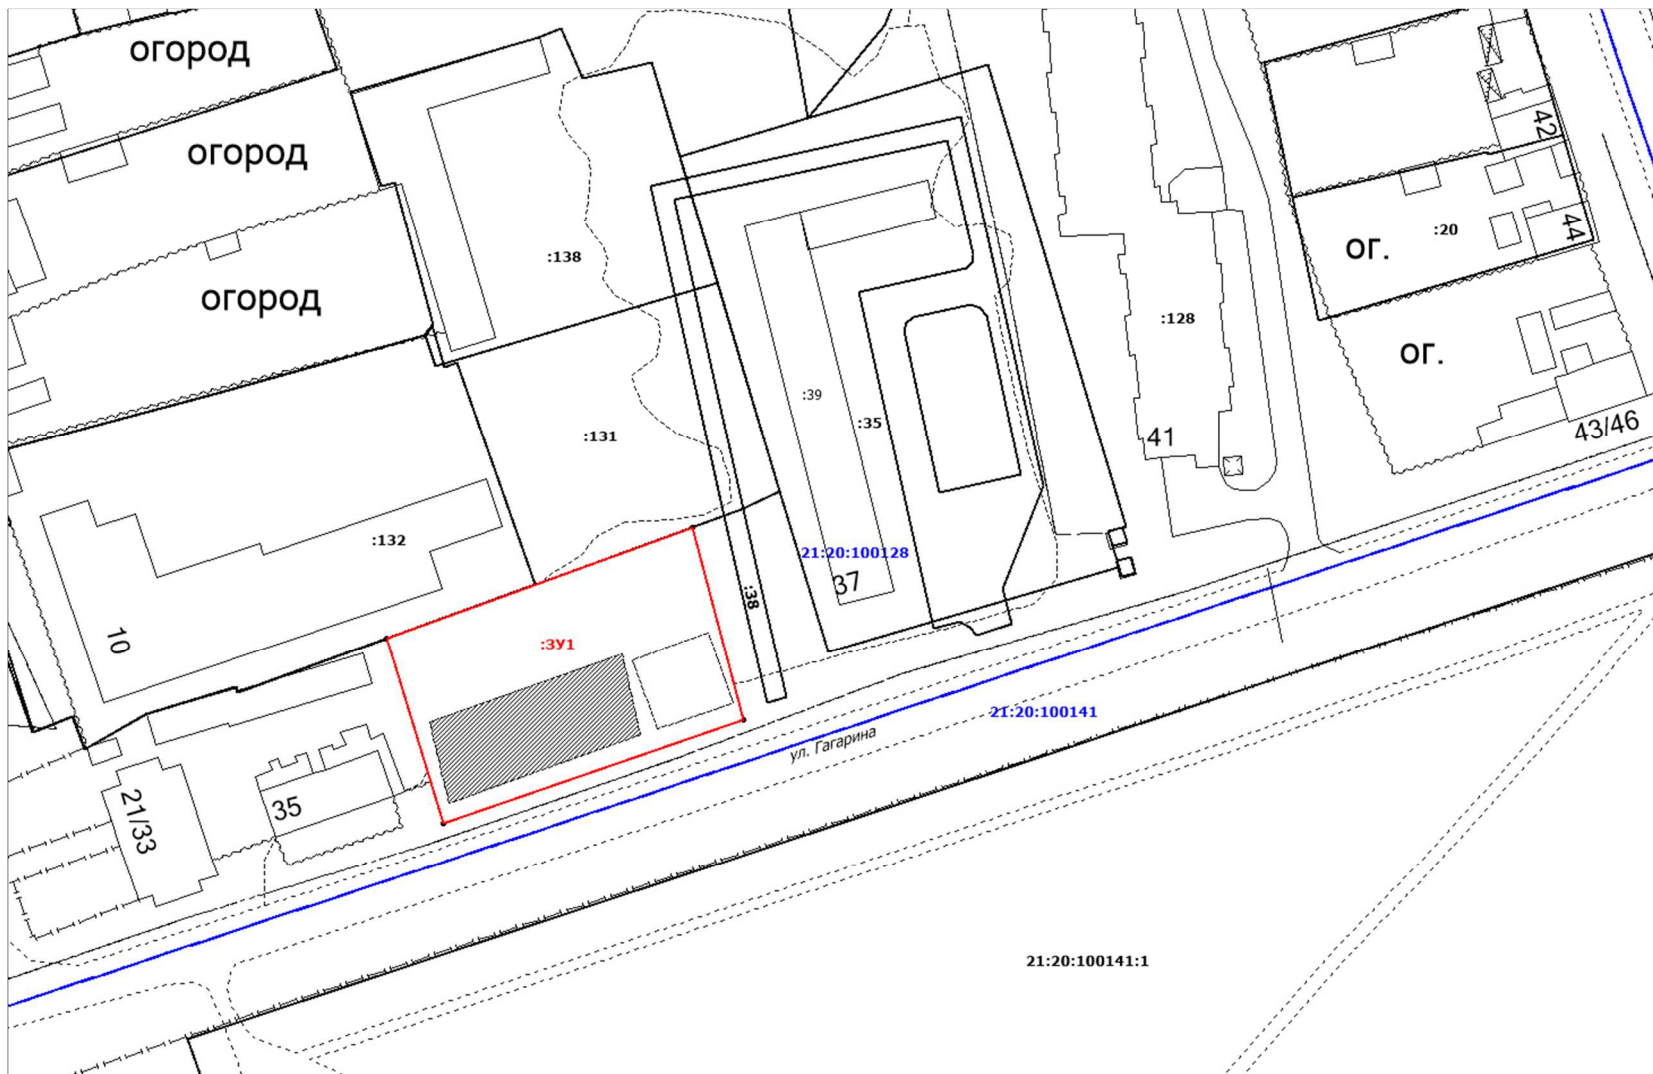 огород
42
огород
44
:20
ог.
:138
огород
:128
ог.
:39
:35
43/46
:131
41
:132
21:20:100128
37
:38
10
:ЗУ1
21:20:100141
ул. Гагарина
35
21/33
21:20:100141:1